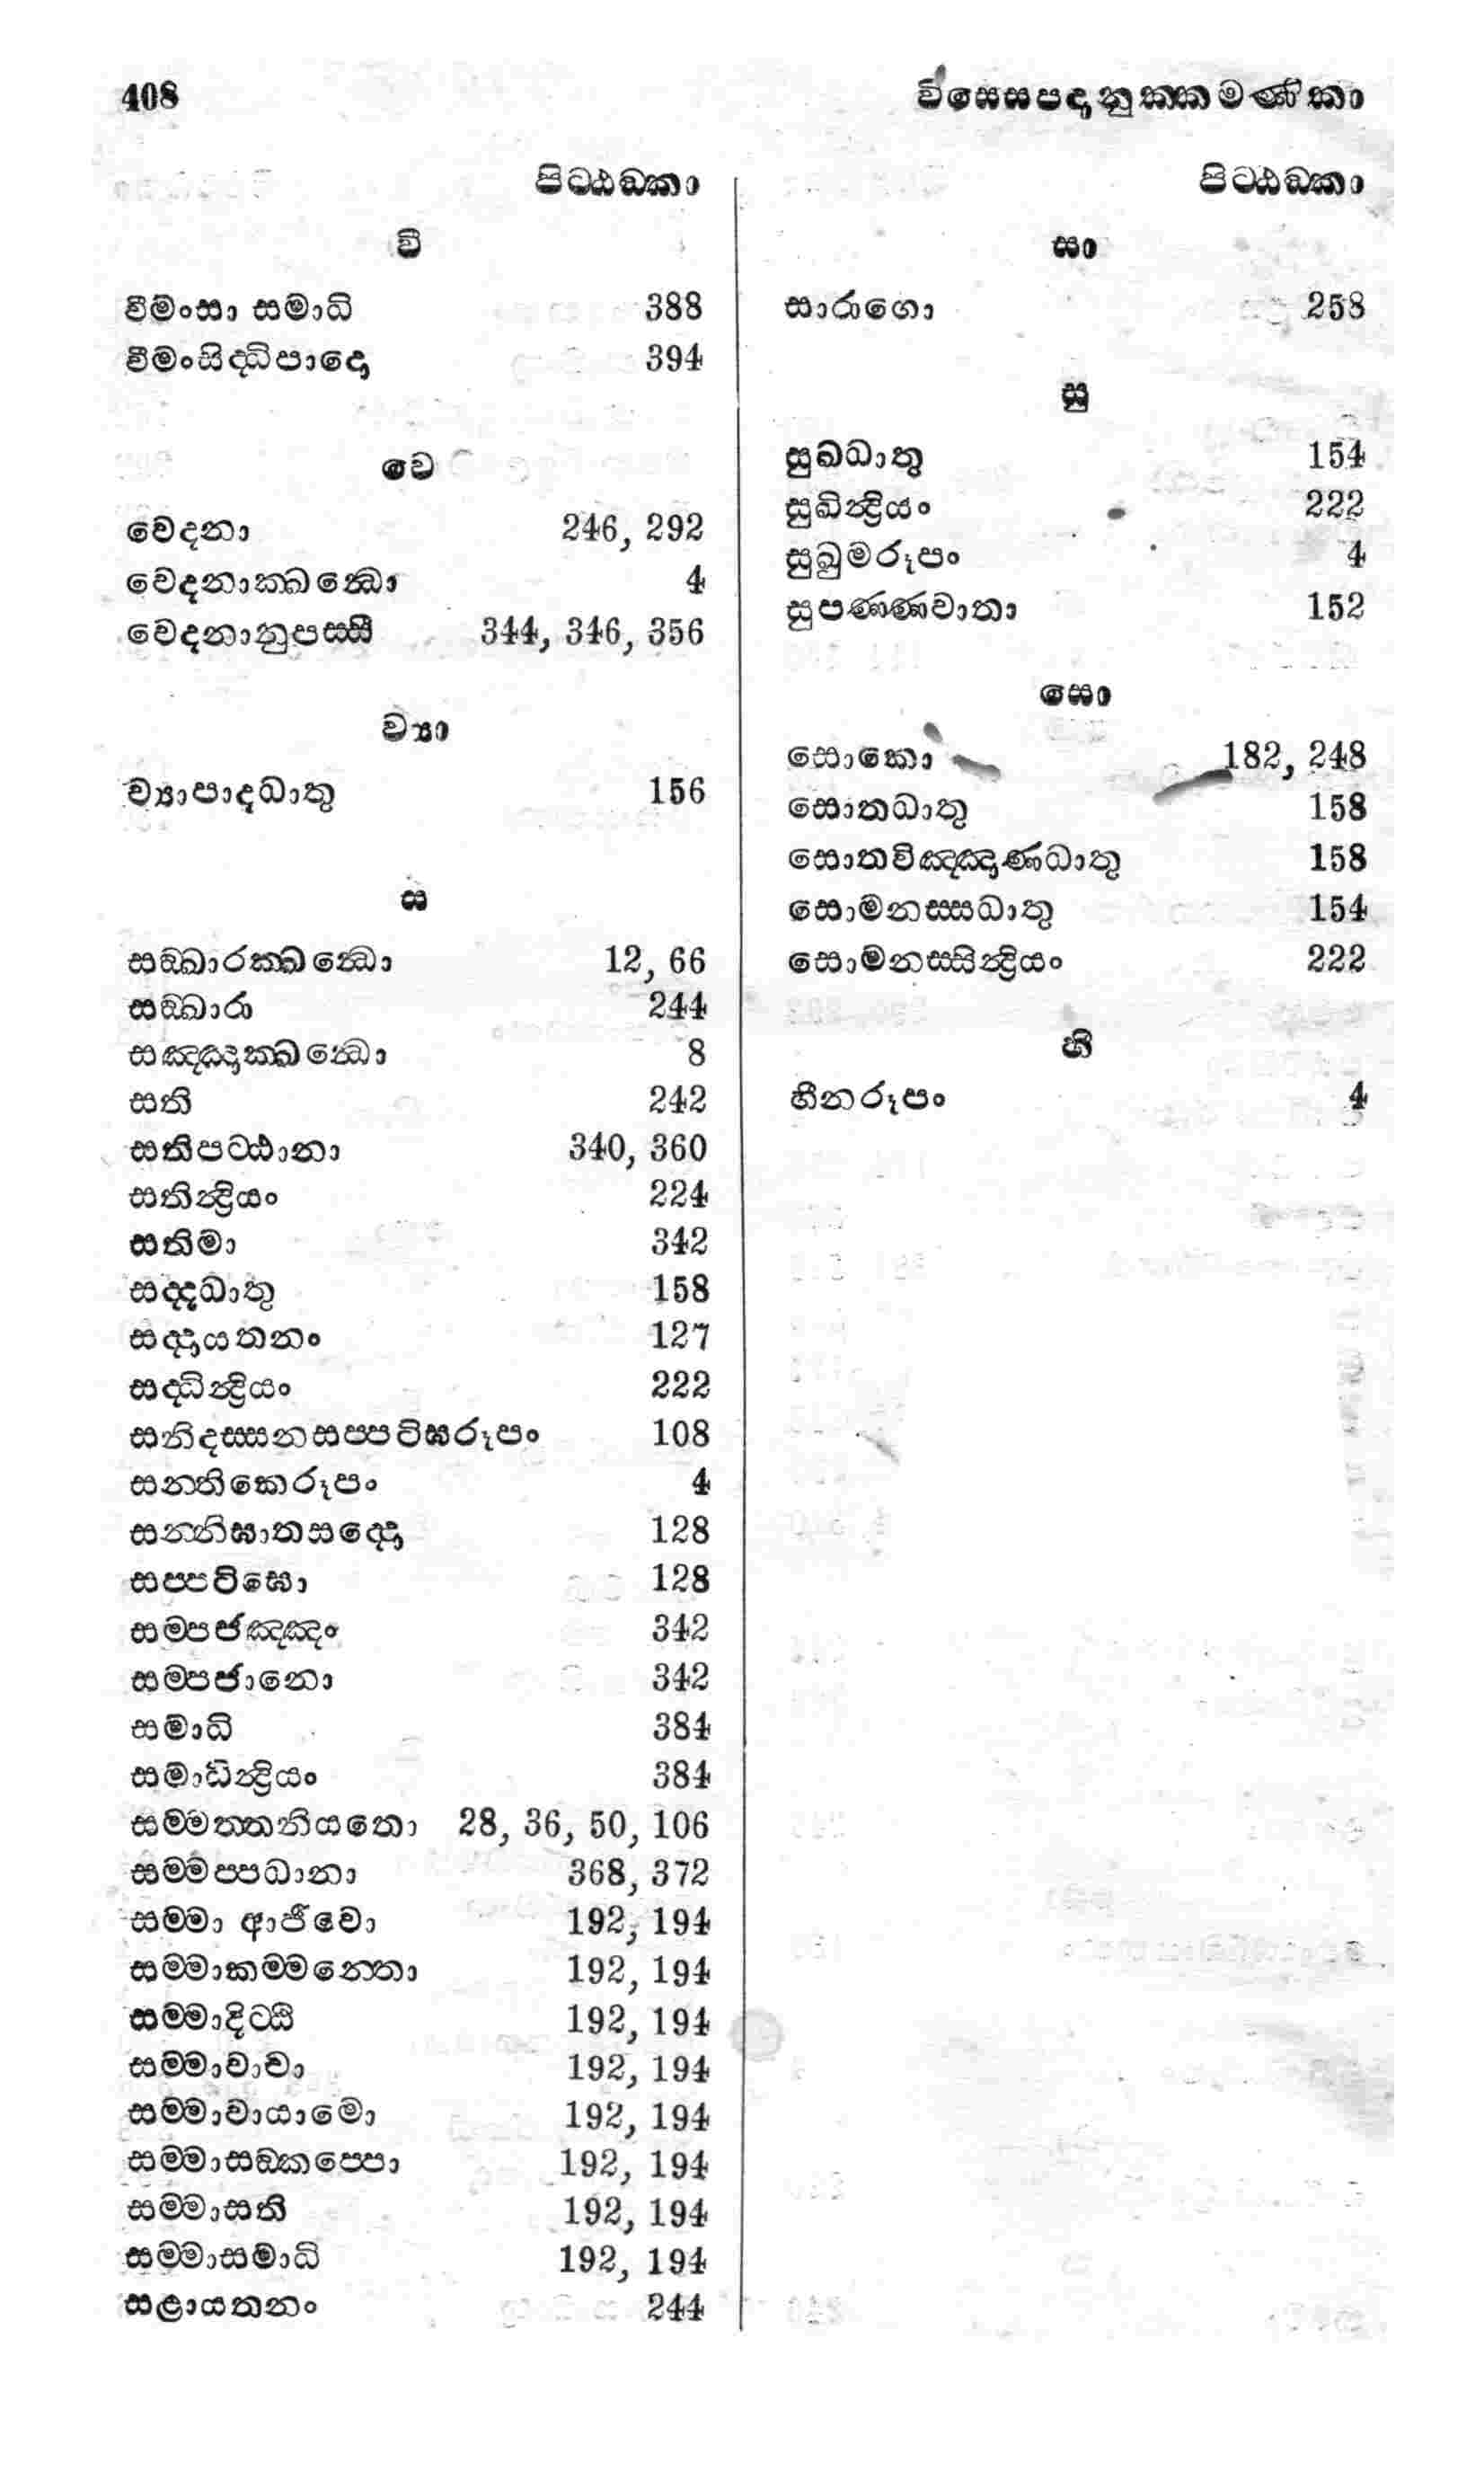 408 විසෙසපදානුක්කමණිකා
පිට්ඨඞ්කා
වී
වීමංසා සමාධි 388
වීමංසිද්ධිපාදො 394
වෙ
වෙදනා 246, 292
වෙදනාක්ඛන්ධො 4
වෙදනානුපස්සී 344, 346, 356
ව්‍යා
ව්‍යාපාදධාතු 156
ස
සඞ්ඛාරක්ඛන්ධො 12, 66
සඞ්ඛාරා 244
සඤ්ඤාක්ඛන්ධො 8
සති 242
සතිපට්ඨානා 340, 360
සතින්ද්‍රියං 224
සතිමා 342
සද්දධාතු 158
සද්දායතනං 127
සද්ධින්ද්‍රියං 222
සනිදස්සනසප්පටිඝරූපං 108
සන්තිකෙරූපං 4
සන්නිඝාතසද්දො 128
සප්පටිඝො 128
සම්පජඤ්ඤං 342
සම්පජානො 342
සමාධි 384
සමාධින්ද්‍රියං 384
සම්මත්තනියතො 28, 36, 50, 106
සම්මප්පධානා 368, 372
සම්මා ආජීවො 192, 194
සම්මාකම්මන්තො 192, 194
සම්මාදිට්ඨි 192, 194
සම්මාවාචා 192, 194
සම්මාවායාමො 192, 194
සම්මාසඞ්කප්පො 192, 194
සම්මාසති 192, 194
සම්මාසමාධි 192, 194
සළායතනං 244
පිට්ඨඞ්කා
සා
සාරාගො 258
සු
සුඛධාතු 154
සුඛින්ද්‍රියං 222
සුඛුමරූපං 4
සුපණ්ණවාතා 152
සො
සොකො 182, 248
සොතධාතු 158
සොතවිඤ්ඤාණධාතු 158
සොමනස්සධාතු 154
සොමනස්සින්ද්‍රියං 222
හී
හීනරූපං 4